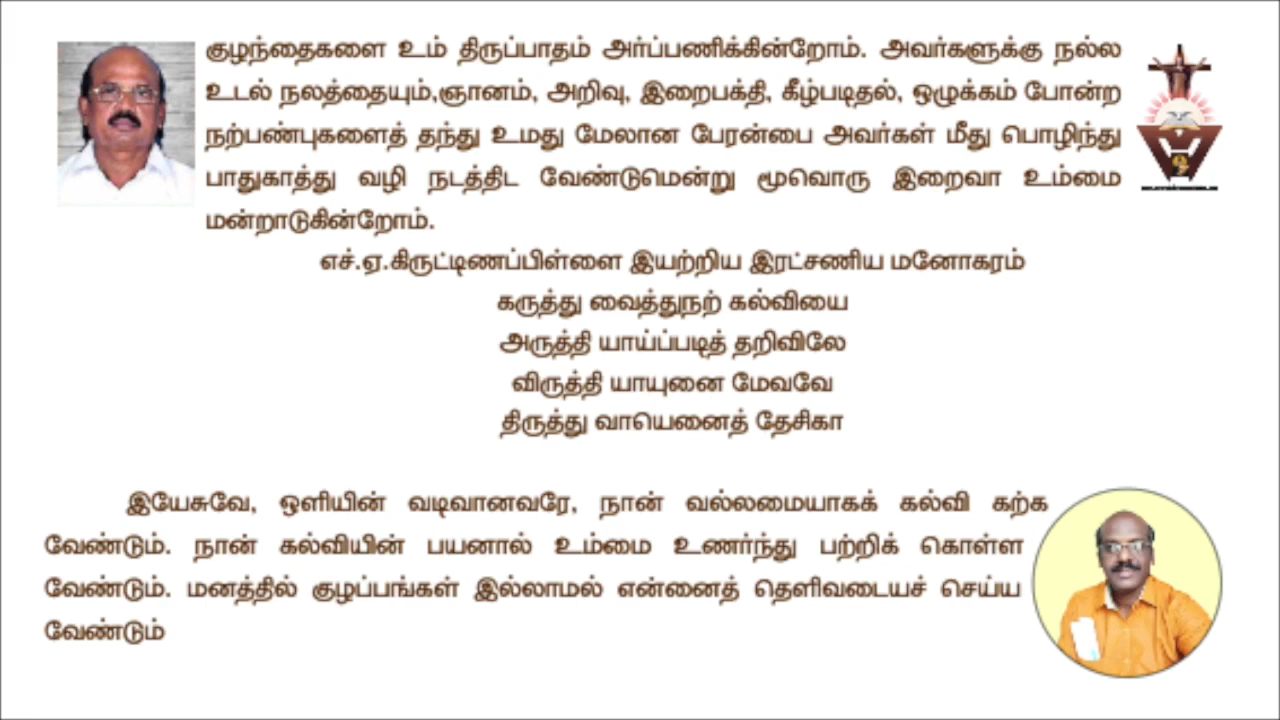 குழந்தைகளை உம் திருப்பாதம் அர்ப்பணிக்கின்றோம். அவர்களுக்கு நல்ல
உடல் நலத்தையும்,ஞானம், அறிவு, இறைபக்தி, கீழ்படிதல், ஒழுக்கம் போன்ற
நற்பண்புகளைத் தந்து உமது மேலான பேரன்பை அவர்கள் மீது பொழிந்து
பாதுகாத்து வழி நடத்திட வேண்டுமென்று மூவொரு இறைவா உம்மை
மன்றாடுகின்றோம்.
எச்.ஏ.கிருட்டிணப்பிள்ளை இயற்றிய இரட்சணிய மனோகரம்
கருத்து வைத்துநற் கல்வியை
அருத்தி யாய்ப்படித் தறிவிலே
விருத்தி யாயுனை மேவவே
திருத்து வாயெனைத் தேசிகா
இயேசுவே, ஒளியின் வடிவானவரே, நான் வல்லமையாகக் கல்வி கற்க
வேண்டும். நான் கல்வியின் பயனால் உம்மை உணர்ந்து பற்றிக் கொள்ள
வேண்டும். மனத்தில் குழப்பங்கள் இல்லாமல் என்னைத் தெளிவடையச் செய்ய
வேண்டும்